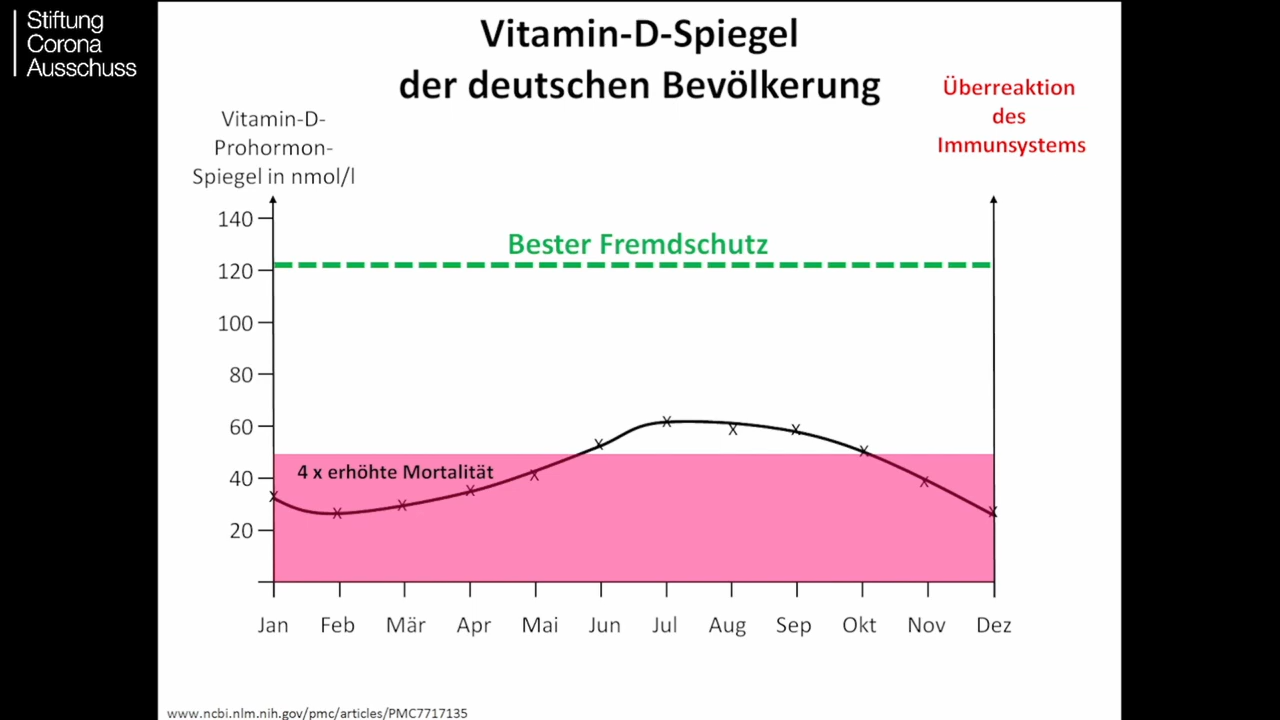 Stiftung
Corona
Ausschuss
Vitamin-D-Spiegel
der deutschen Bevölkerung
Überreaktion
des
Immunsystems
Vitamin-D-
Prohormon-
Spiegel in nmol/l
140
Bester Fremdschutz
120
100
80
60
4 x erhöhte Mortalität
40
20
Jan Feb Mär Apr Mai Jun Jul Aug Sep Okt Nov Dez
www.ncbi.nlm.nih.gov/pmc/articles/PMC7717135